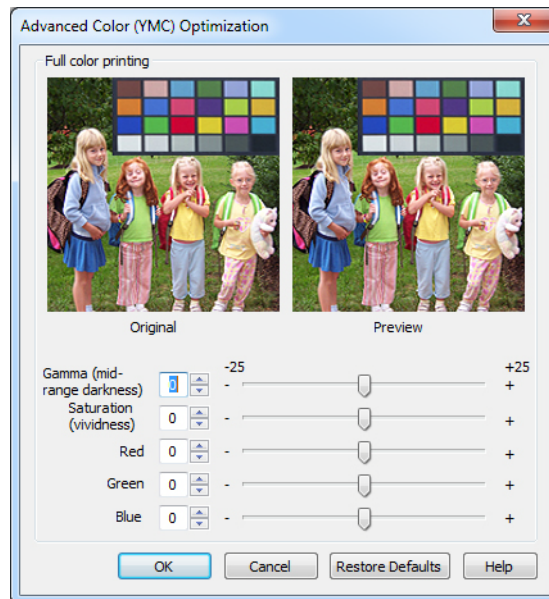 Advanced Color (YMC) Optimization
Full color printing
Original
Preview
-25
+25
Gamma (mid-
range darkness)
0
-
+
Saturation
(vividness)
0
-
+
Red
0
-
+
Green
0
-
+
Blue
0
-
+
OK
Cancel
Restore Defaults
Help